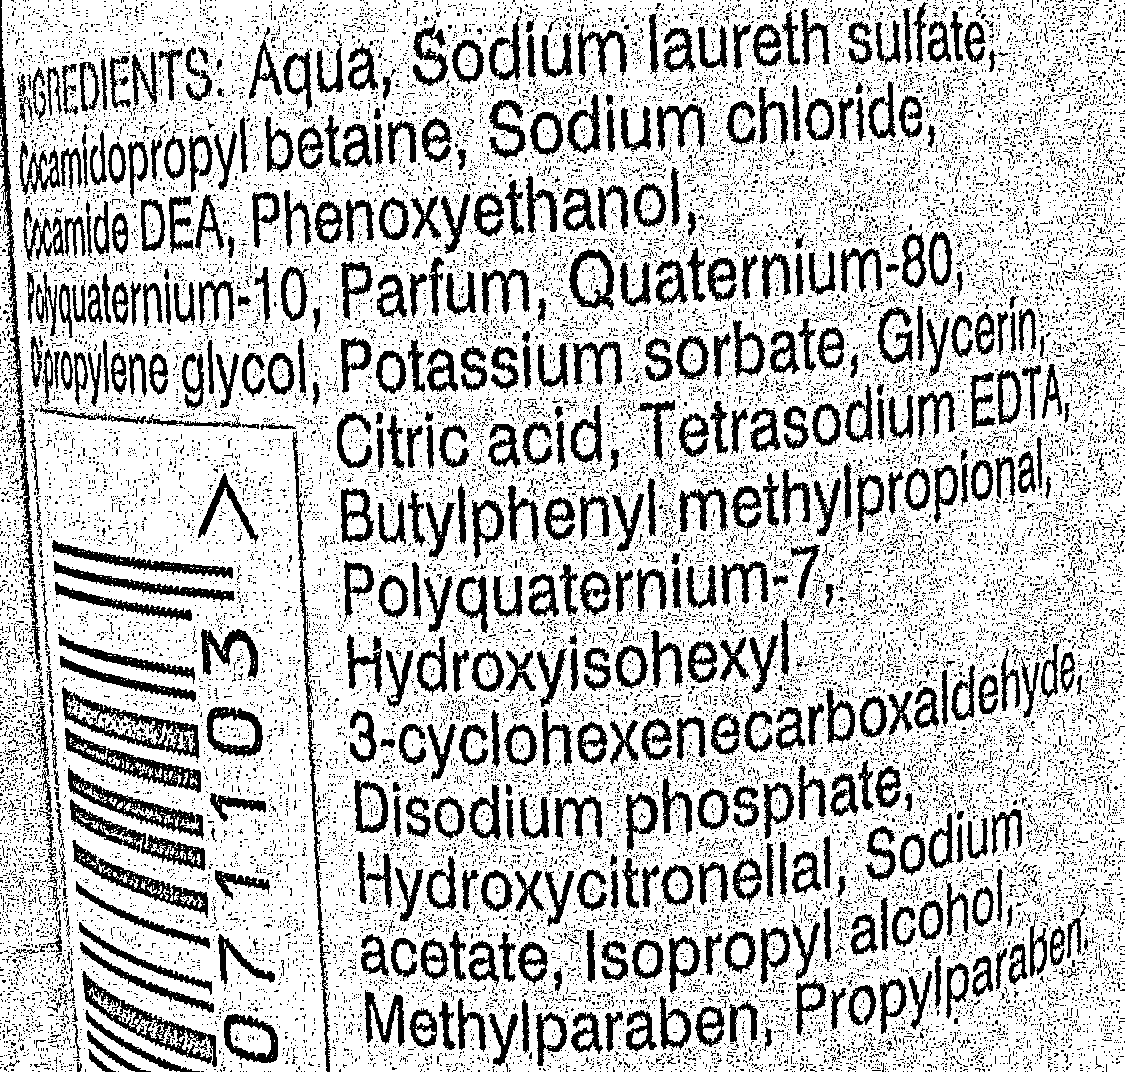 INGREDIENTS: Aqua, Sodium laureth sulfate,
Cocamidopropyl betaine, Sodium chloride,
Cocamide DEA, Phenoxyethanol,
Polyquaternium-10, Parfum, Quaternium-80,
Dipropylene glycol, Potassium sorbate, Glycerin,
Citric acid, Tetrasodium EDTA,
Butylphenyl methylpropional,
Polyquaternium-7,
Hydroxyisohexyl
3-cyclohexenecarboxaldehyde,
Disodium phosphate,
Hydroxycitronellal, Sodium
acetate, Isopropyl alcohol,
Methylparaben, Propylparaben.
071103 >